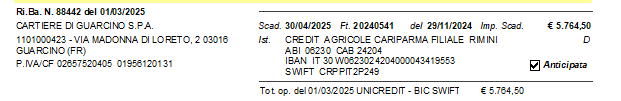 Ri.Ba. N. 88442 del 01/03/2025
CARTIERE DI GUARCINO S.P.A.
Scad. 30/04/2025 Ft. 20240541 del 29/11/2024 Imp. Scad. € 5.764,50
1101000423 - VIA MADONNA DI LORETO, 2 03016
GUARCINO (FR)
P.IVA/CF 02657520405 01956120131
Ist. CREDIT AGRICOLE CARIPARMA FILIALE RIMINI D
ABI 06230 CAB 24204
IBAN IT 30 W0623024204000043419553
SWIFT CRPPIT2P249
Anticipata
Tot. op. del 01/03/2025 UNICREDIT - BIC SWIFT € 5.764,50